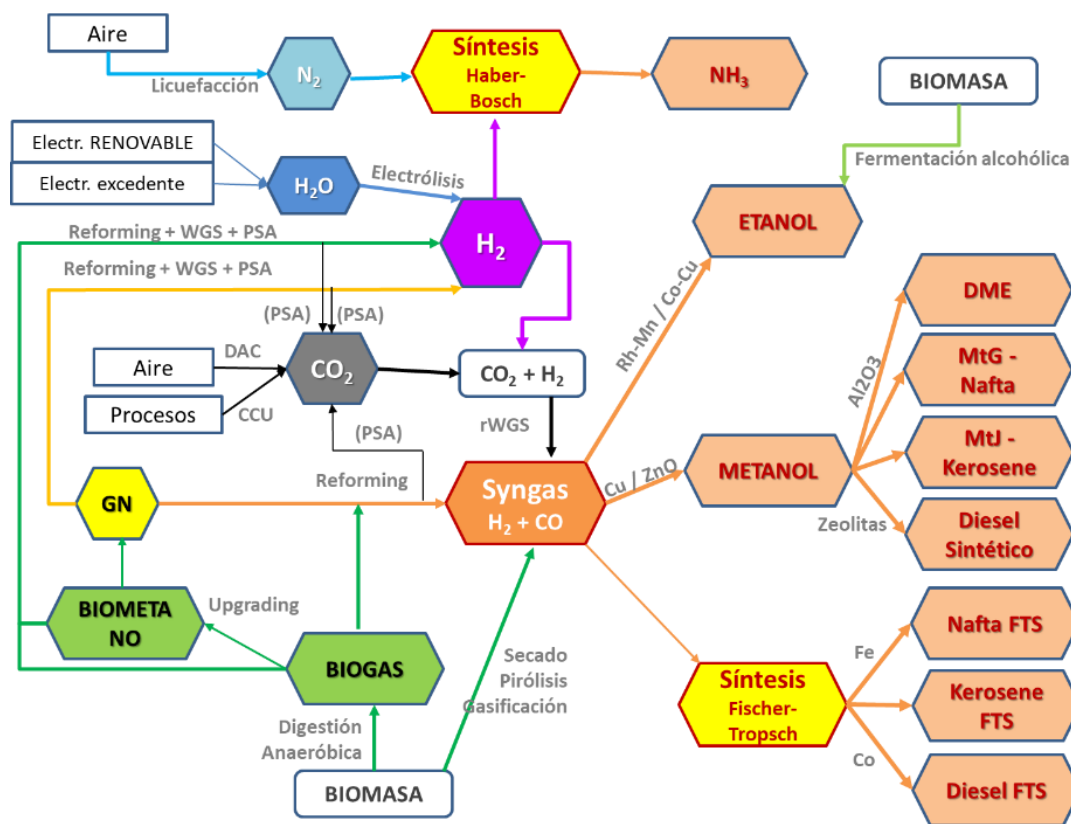 Aire
Licuefacción
N₂
Síntesis
Haber-
Bosch
NH₃
BIOMASA
Fermentación alcohólica
Electr. RENOVABLE
Electr. excedente
H₂O
Electrólisis
H₂
ETANOL
Reforming + WGS + PSA
Reforming + WGS + PSA
(PSA)
(PSA)
Aire
DAC
CO₂
Procesos
CCU
CO₂ + H₂
rWGS
(PSA)
Rh-Mn / Co-Cu
DME
MtG -
Nafta
Al2O3
MtJ -
Kerosene
METANOL
Cu / ZnO
Zeolitas
Diesel
Sintético
GN
Reforming
Syngas
H₂ + CO
BIOMETA
NO
Upgrading
BIOGAS
Secado
Pirólisis
Gasificación
Digestión
Anaeróbica
BIOMASA
Síntesis
Fischer-
Tropsch
Fe
Co
Nafta FTS
Kerosene
FTS
Diesel FTS